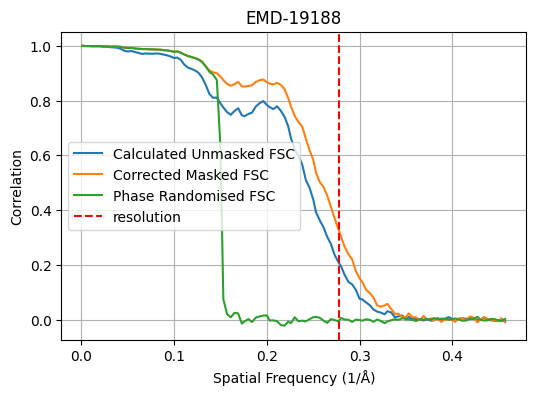 EMD-19188
1.0
0.8
0.6
0.4
0.2
0.0
Correlation
Calculated Unmasked FSC
Corrected Masked FSC
Phase Randomised FSC
resolution
0.0 0.1 0.2 0.3 0.4
Spatial Frequency (1/Å)